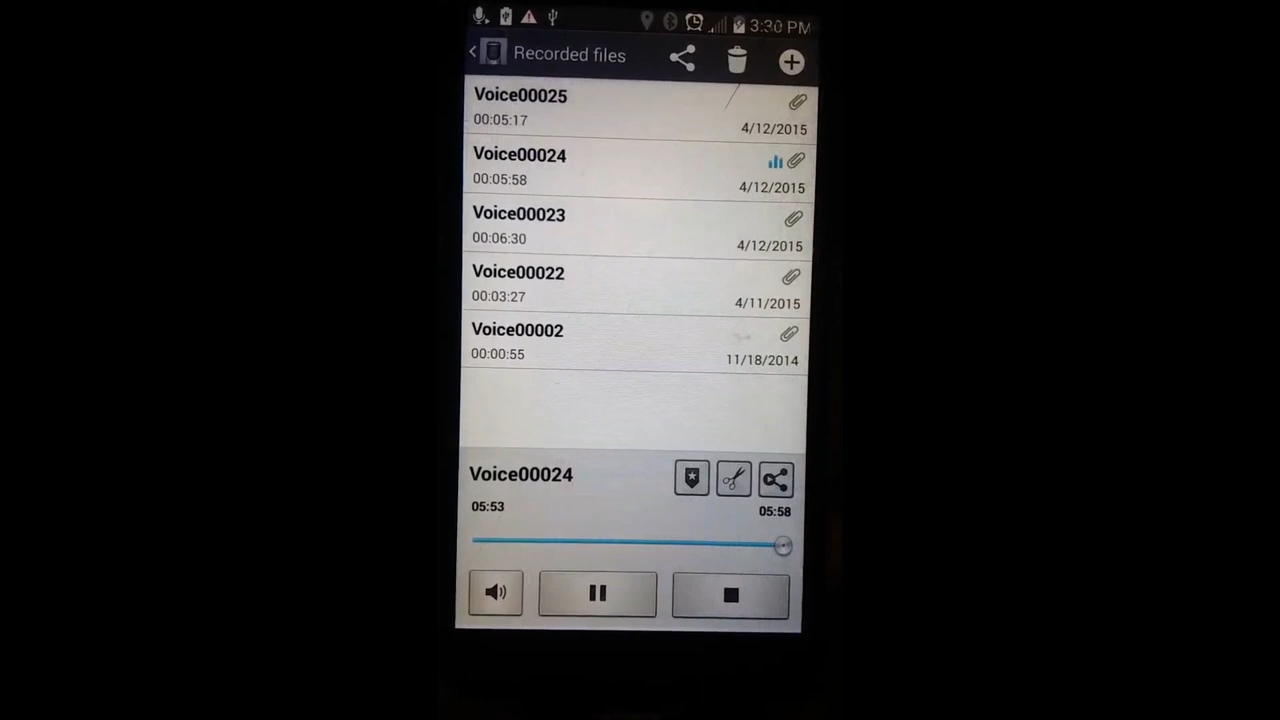 3:30 PM
Recorded files
Voice00025
00:05:17
4/12/2015
Voice00024
00:05:58
4/12/2015
Voice00023
00:06:30
4/12/2015
Voice00022
00:03:27
4/11/2015
Voice00002
00:00:55
11/18/2014
Voice00024
05:53
05:58